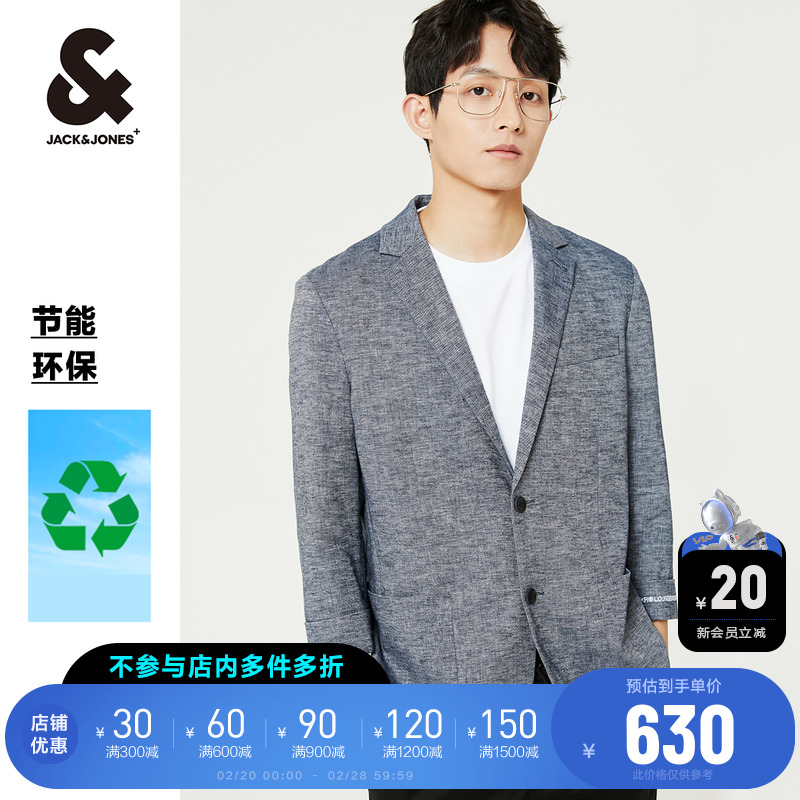 JACK&JONES+
节能
环保
¥20
新会员立减
不参与店内多件多折
店铺
优惠
¥30
满300减
¥60
满600减
¥90
满900减
¥120
满1200减
¥150
满1500减
02/20 00:00 - 02/28 59:59
预估到手单价
¥630
此价格仅供参考